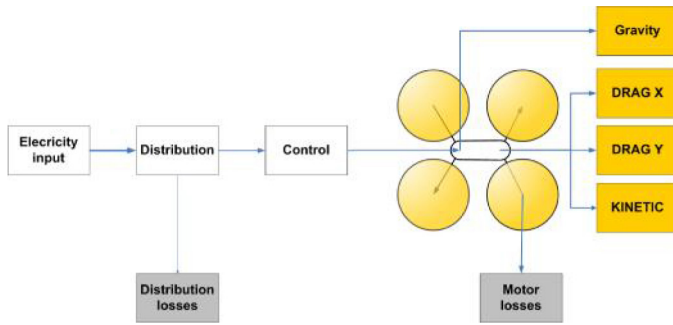 Gravity
DRAG X
Elecricity
input
Distribution
Control
DRAG Y
KINETIC
Distribution
losses
Motor
losses